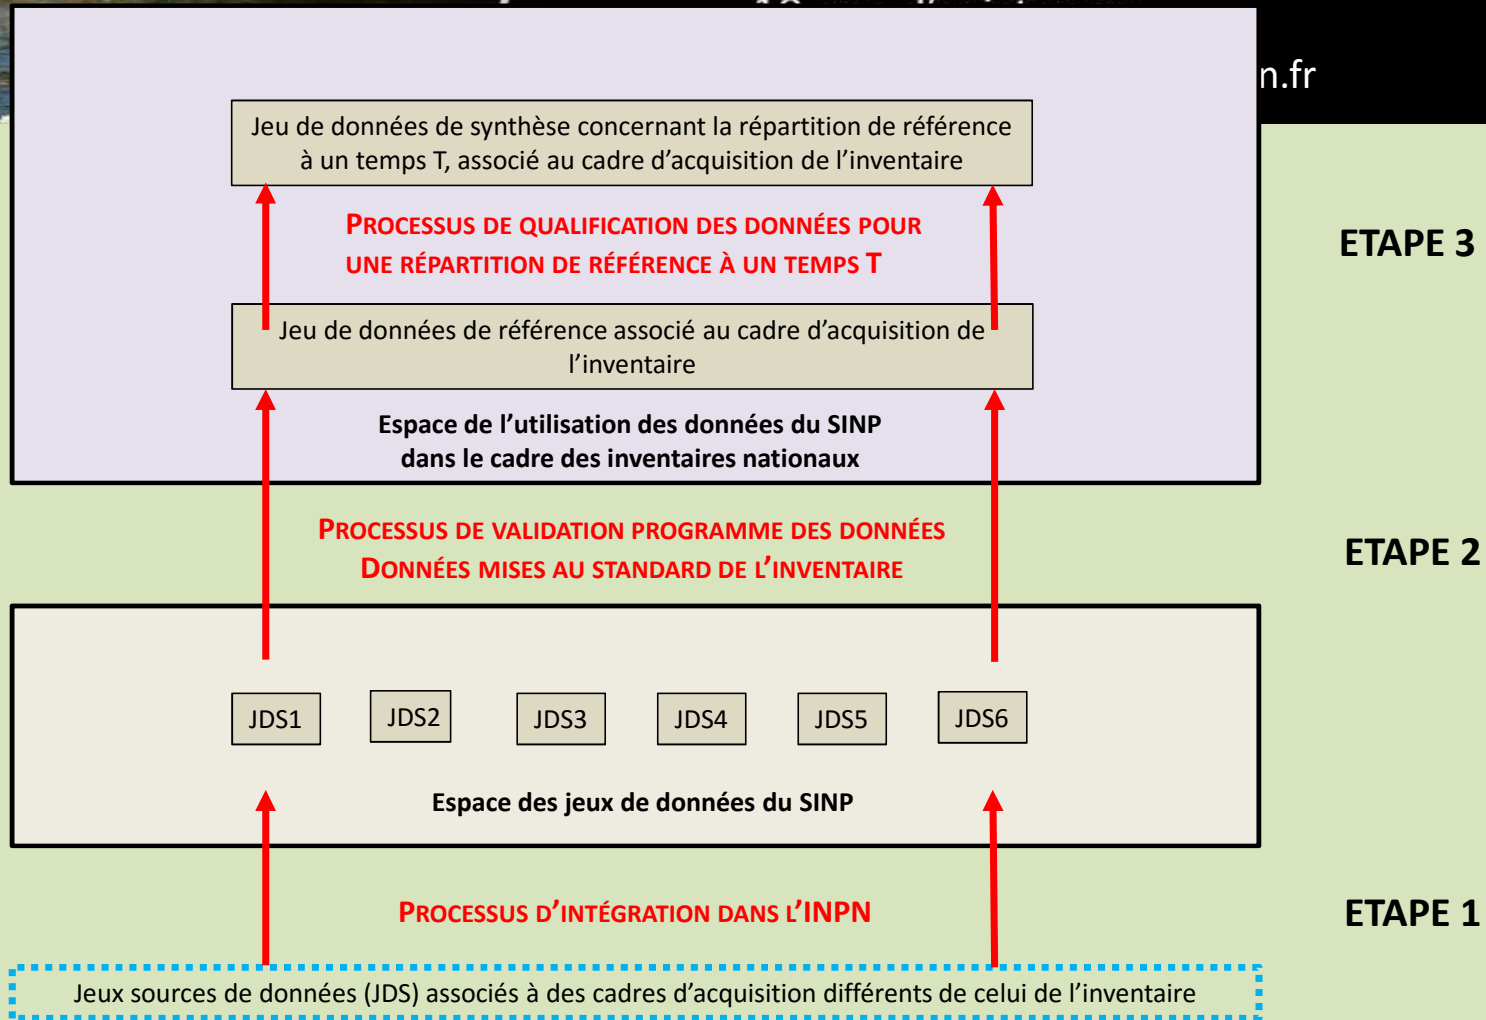 n.fr
Jeu de données de synthèse concernant la répartition de référence
à un temps T, associé au cadre d’acquisition de l’inventaire
PROCESSUS DE QUALIFICATION DES DONNÉES POUR
UNE RÉPARTITION DE RÉFÉRENCE À UN TEMPS T
ETAPE 3
Jeu de données de référence associé au cadre d’acquisition de
l’inventaire
Espace de l’utilisation des données du SINP
dans le cadre des inventaires nationaux
PROCESSUS DE VALIDATION PROGRAMME DES DONNÉES
DONNÉES MISES AU STANDARD DE L’INVENTAIRE
ETAPE 2
JDS1 JDS2 JDS3 JDS4 JDS5 JDS6
Espace des jeux de données du SINP
PROCESSUS D’INTÉGRATION DANS L’INPN
ETAPE 1
Jeux sources de données (JDS) associés à des cadres d’acquisition différents de celui de l’inventaire